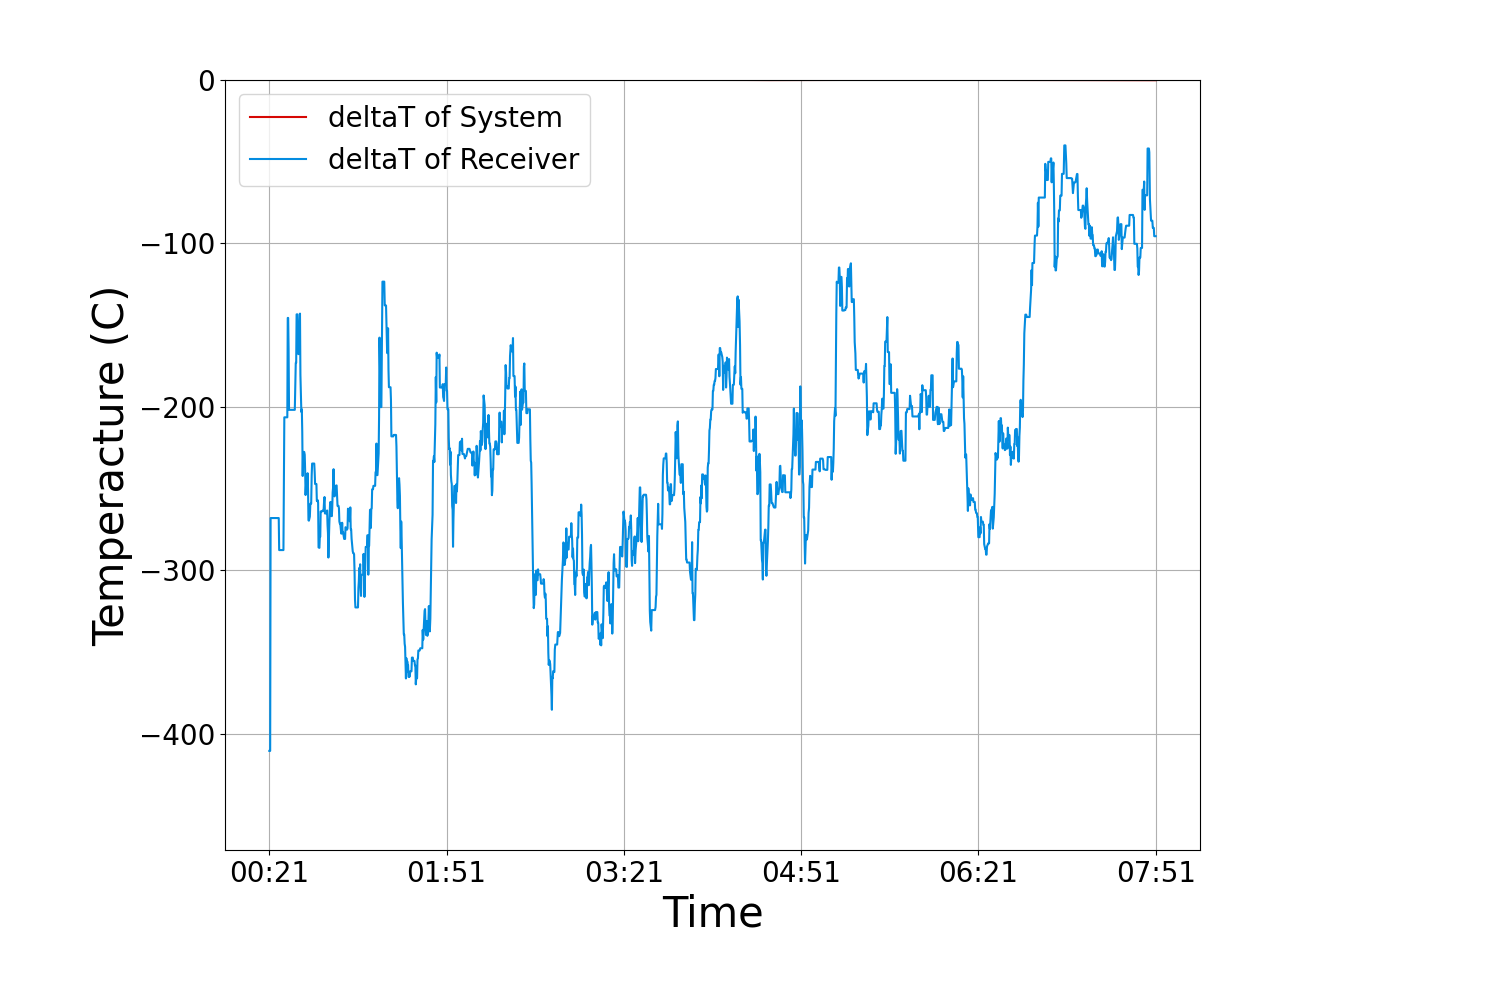 0
−100
−200
−300
−400
Temperacture (C)
deltaT of System
deltaT of Receiver
00:21 01:51 03:21 04:51 06:21 07:51
Time